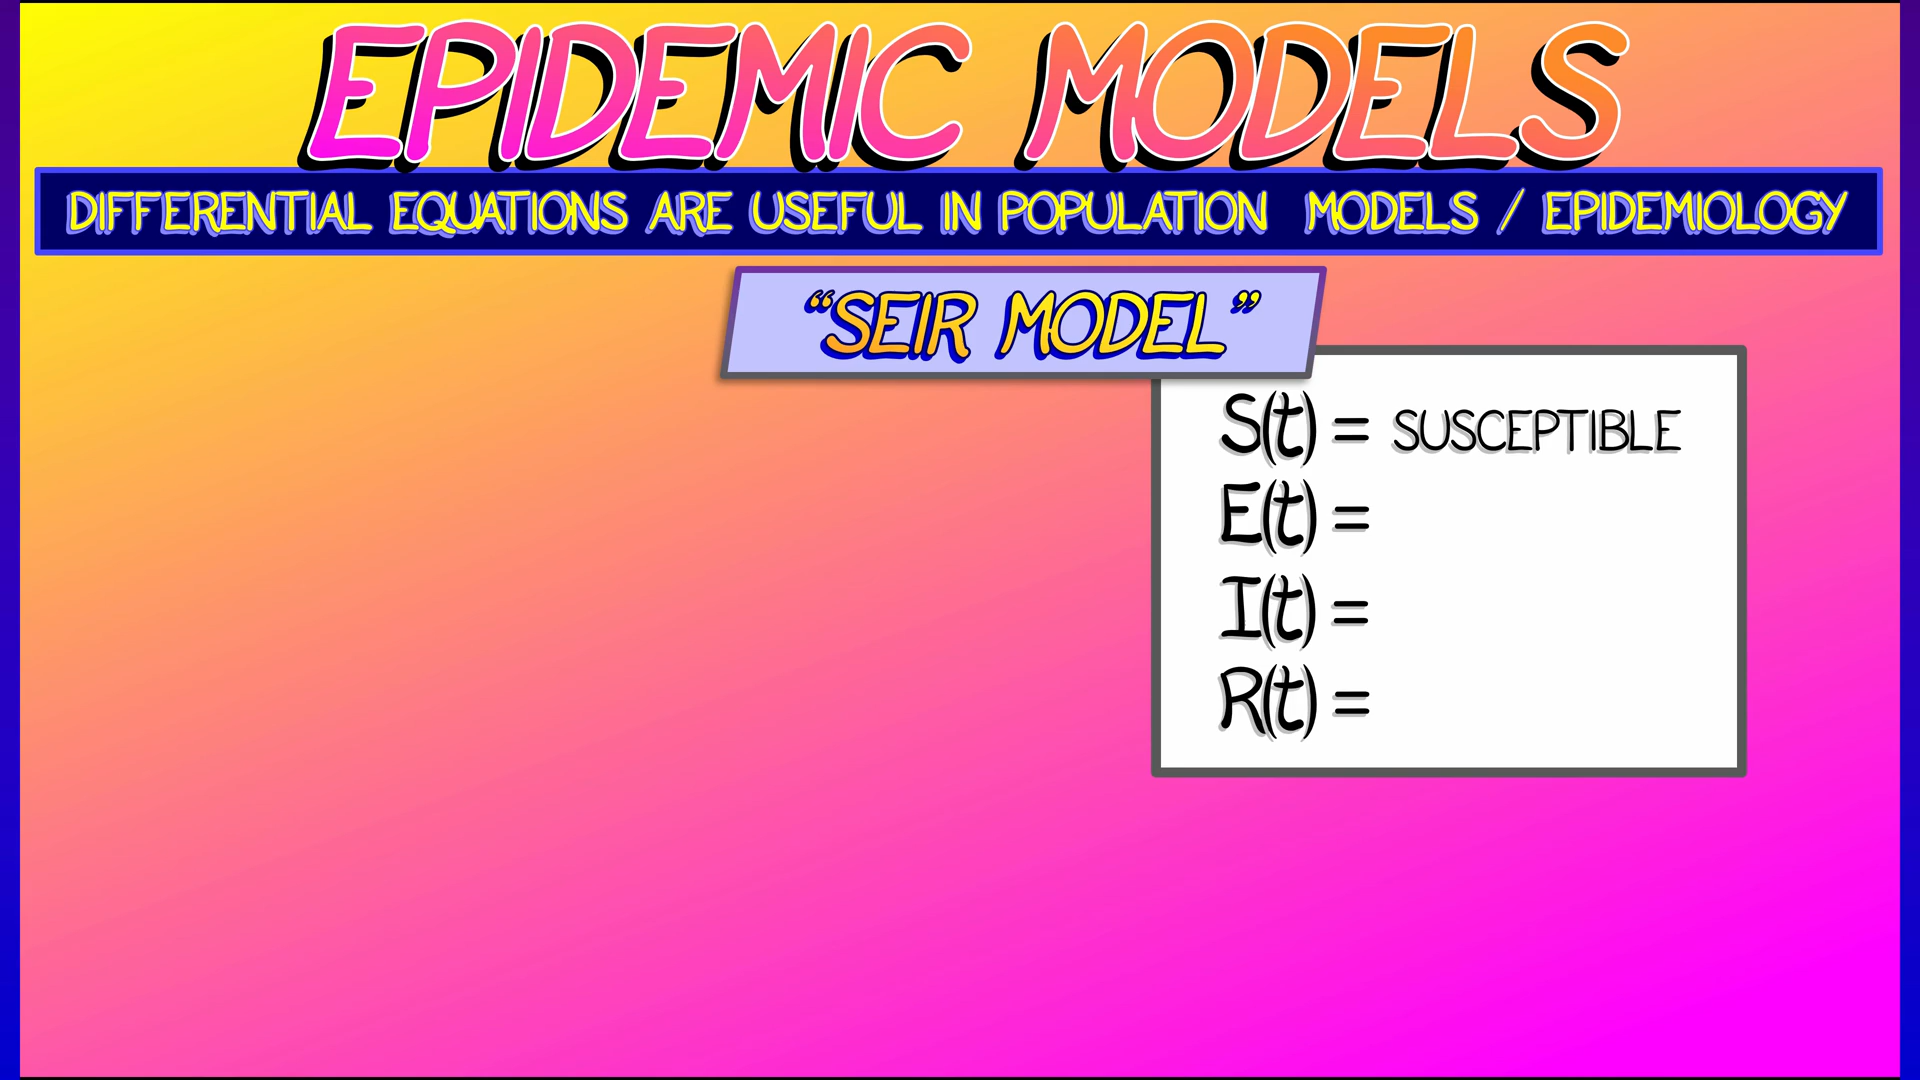 EPIDEMIC MODELS
DIFFERENTIAL EQUATIONS ARE USEFUL IN POPULATION MODELS / EPIDEMIOLOGY
“SEIR MODEL”
S(t) = SUSCEPTIBLE
E(t) =
I(t) =
R(t) =